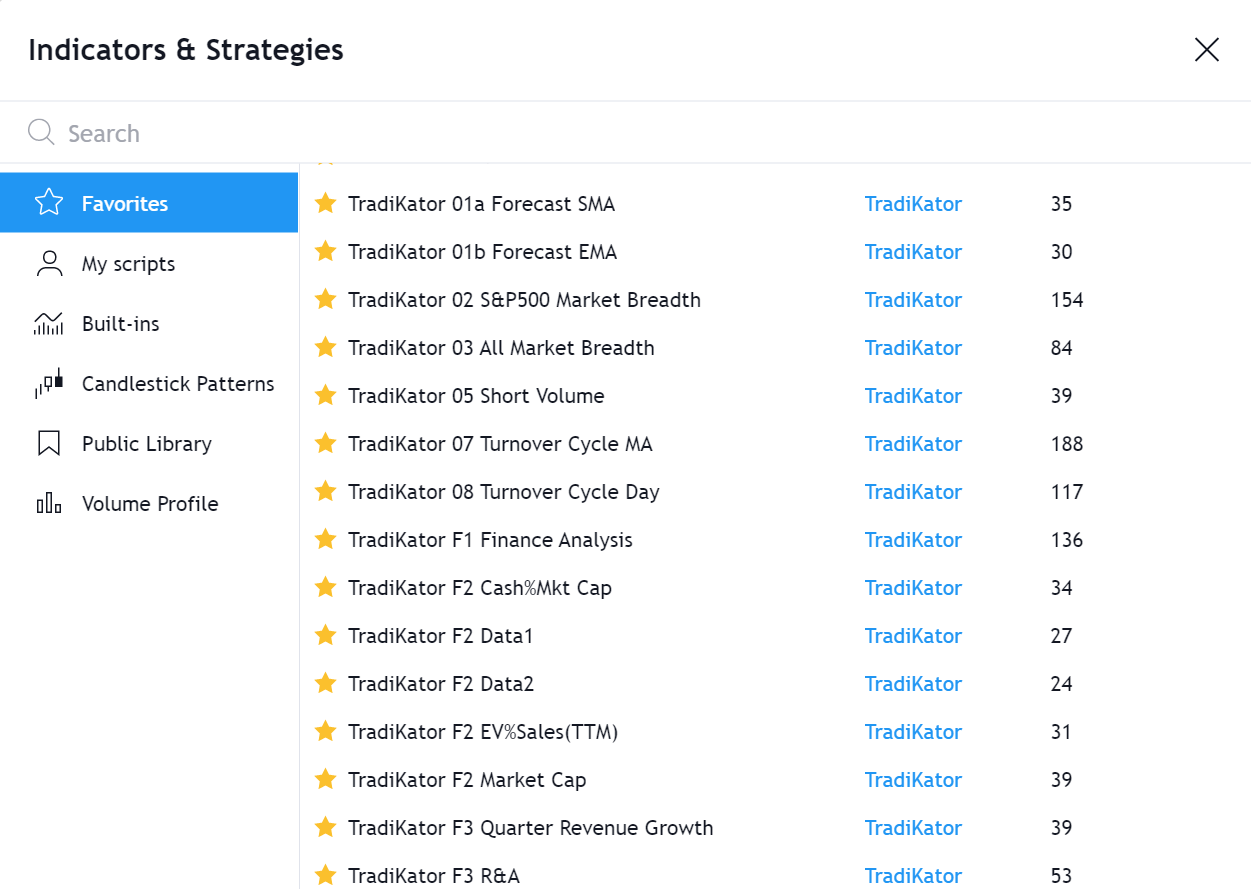 Indicators & Strategies
Search
Favorites
My scripts
Built-ins
Candlestick Patterns
Public Library
Volume Profile
TradiKator 01a Forecast SMA TradiKator 35
TradiKator 01b Forecast EMA TradiKator 30
TradiKator 02 S&P500 Market Breadth TradiKator 154
TradiKator 03 All Market Breadth TradiKator 84
TradiKator 05 Short Volume TradiKator 39
TradiKator 07 Turnover Cycle MA TradiKator 188
TradiKator 08 Turnover Cycle Day TradiKator 117
TradiKator F1 Finance Analysis TradiKator 136
TradiKator F2 Cash%Mkt Cap TradiKator 34
TradiKator F2 Data1 TradiKator 27
TradiKator F2 Data2 TradiKator 24
TradiKator F2 EV%Sales(TTM) TradiKator 31
TradiKator F2 Market Cap TradiKator 39
TradiKator F3 Quarter Revenue Growth TradiKator 39
TradiKator F3 R&A TradiKator 53